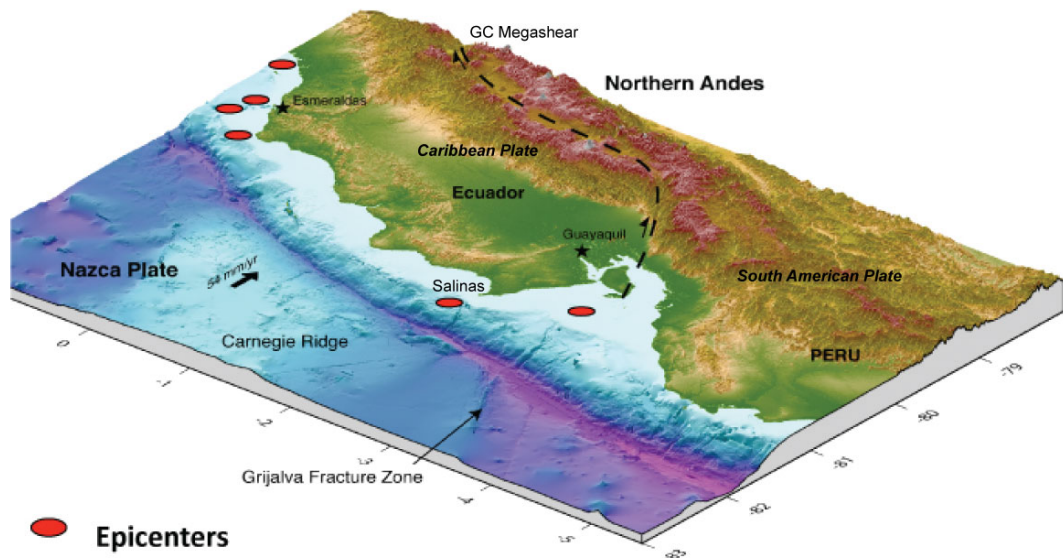 GC Megashear
Northern Andes
Esmeraldas
Caribbean Plate
Ecuador
Guayaquil
Nazca Plate
54 mm/yr
Salinas
South American Plate
Carnegie Ridge
PERU
0
-1
-2
-3
-4
-5
-79
-80
-81
-82
-83
Grijalva Fracture Zone
Epicenters